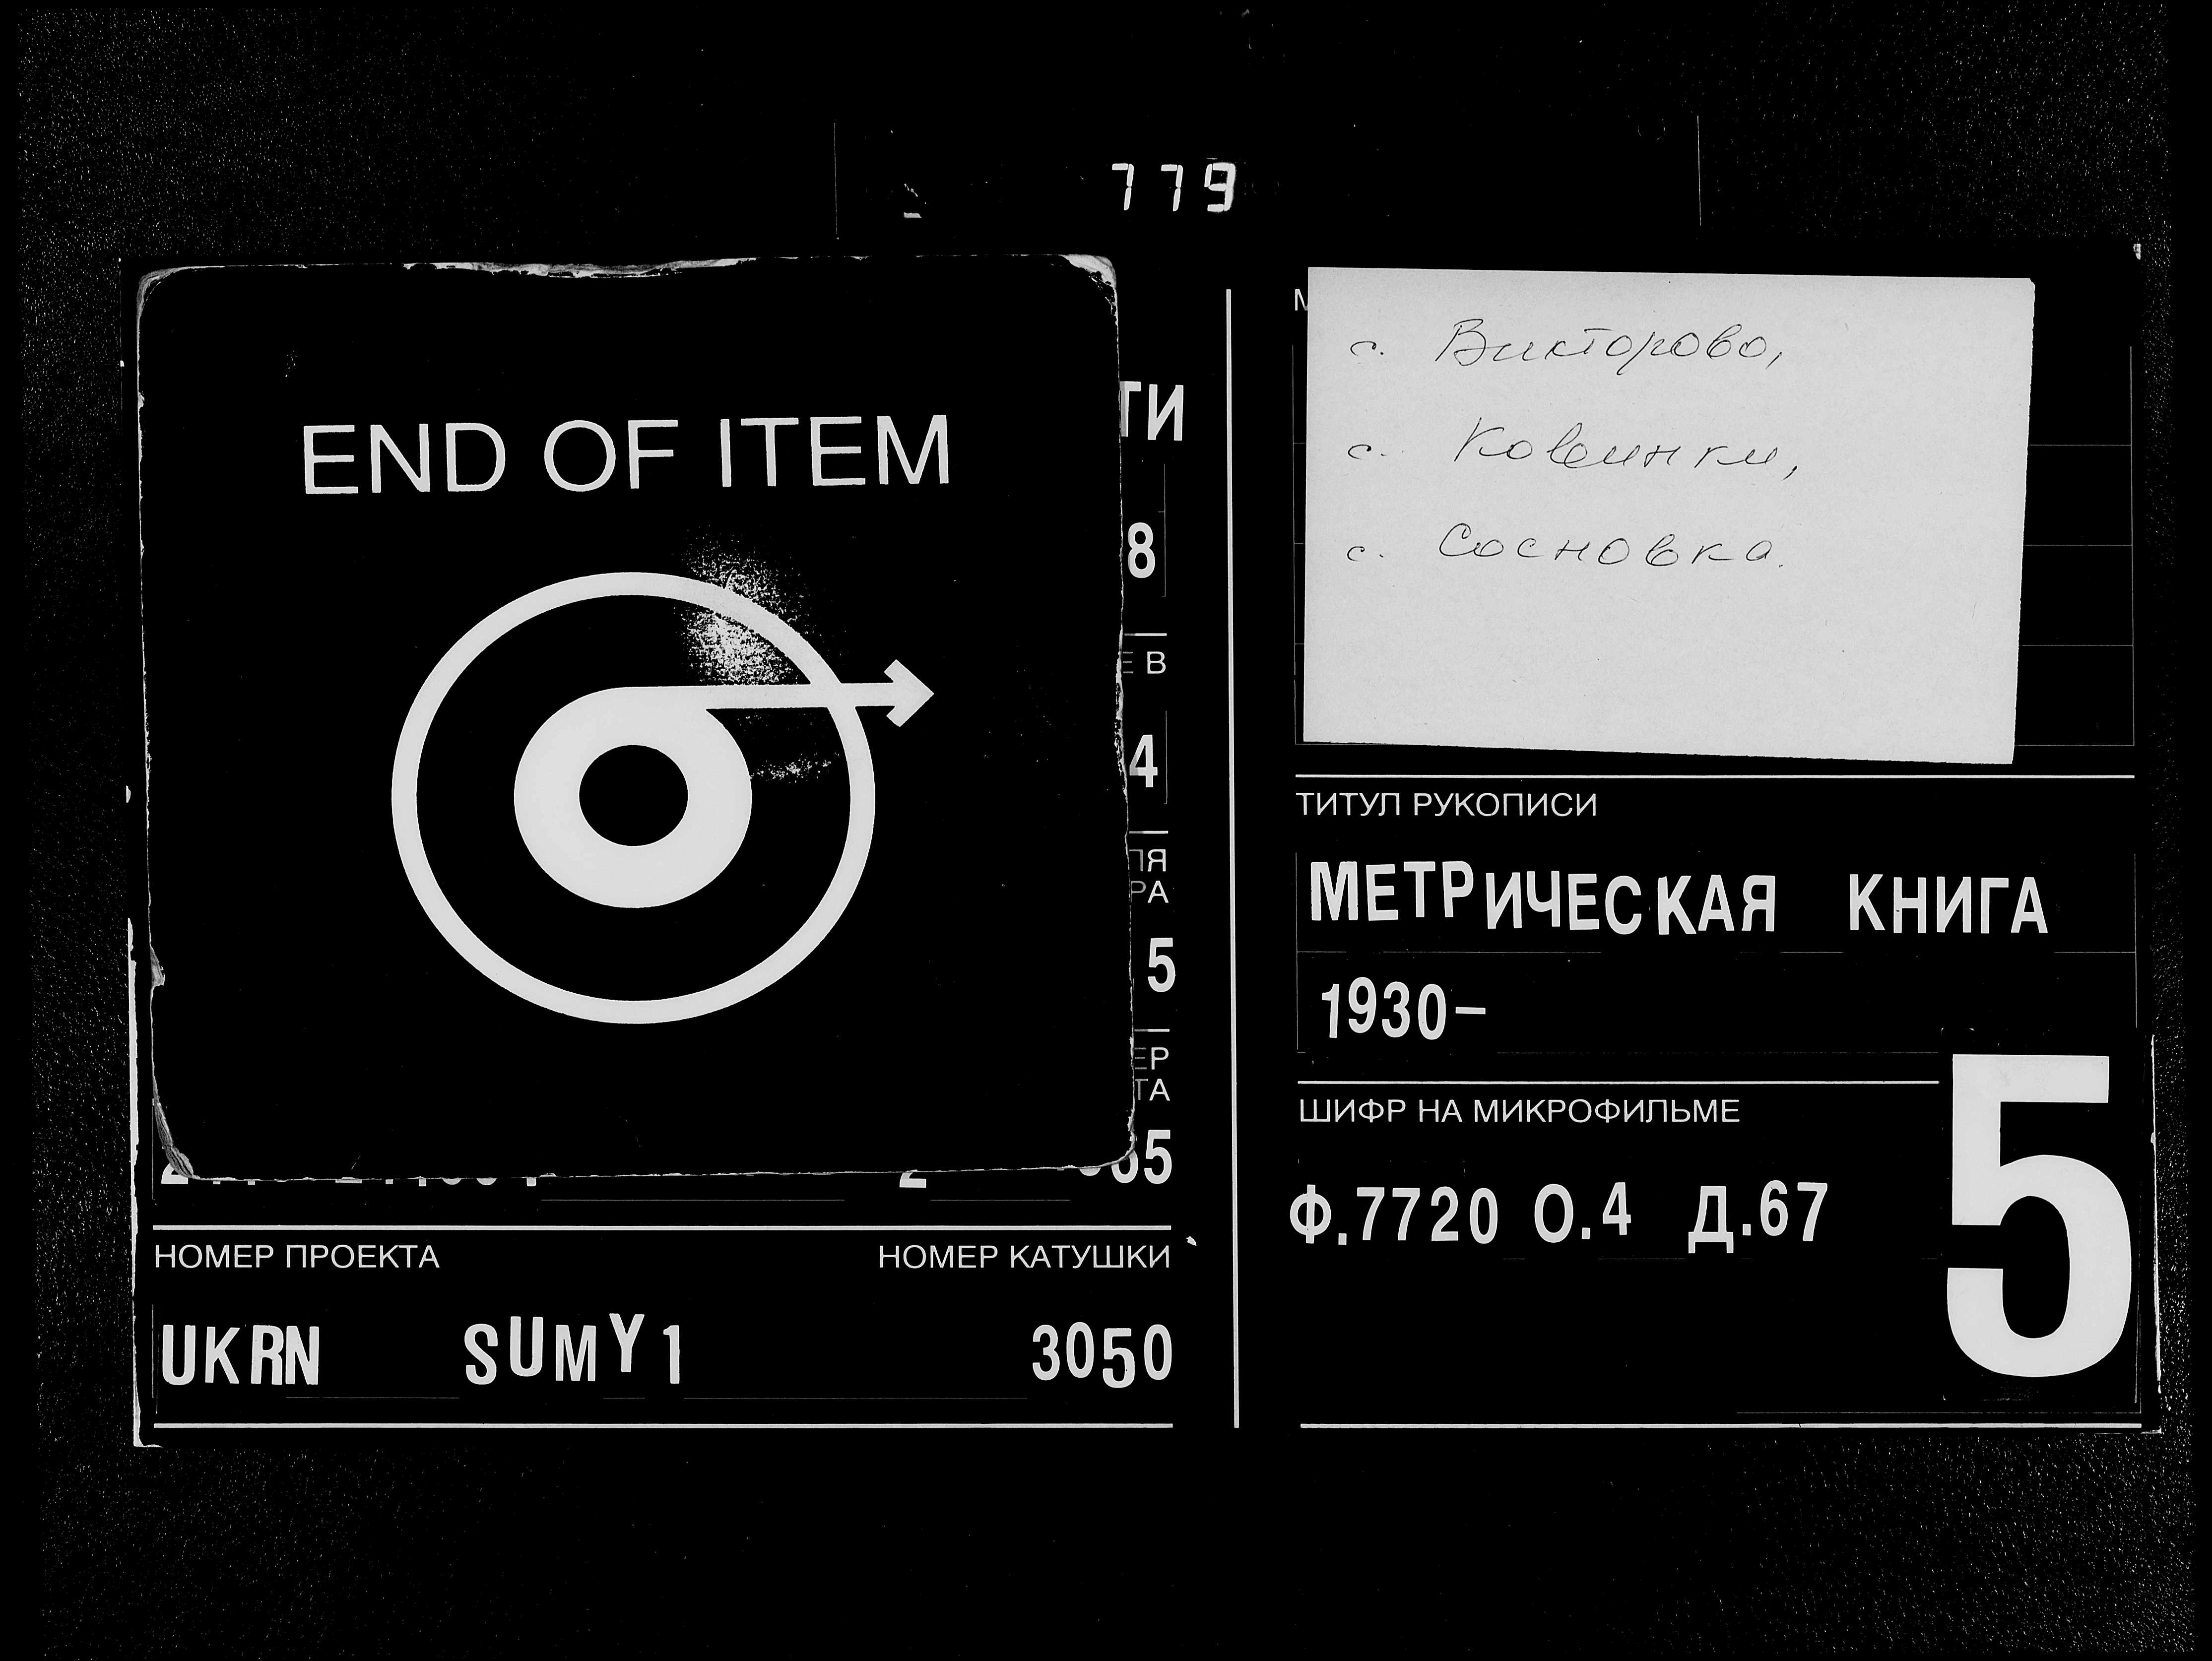 779
END OF ITEM
ТИ
8
Е В
4
ЛЯ
РА
5
ЕР
ТА
55
НОМЕР ПРОЕКТА НОМЕР КАТУШКИ
UKRN SUMY1 3050
с. Викторово,
с. Ковинки,
с. Сосновка.
ТИТУЛ РУКОПИСИ
МЕТРИЧЕСКАЯ КНИГА
1930-
ШИФР НА МИКРОФИЛЬМЕ
Ф.7720 О.4 Д.67
5